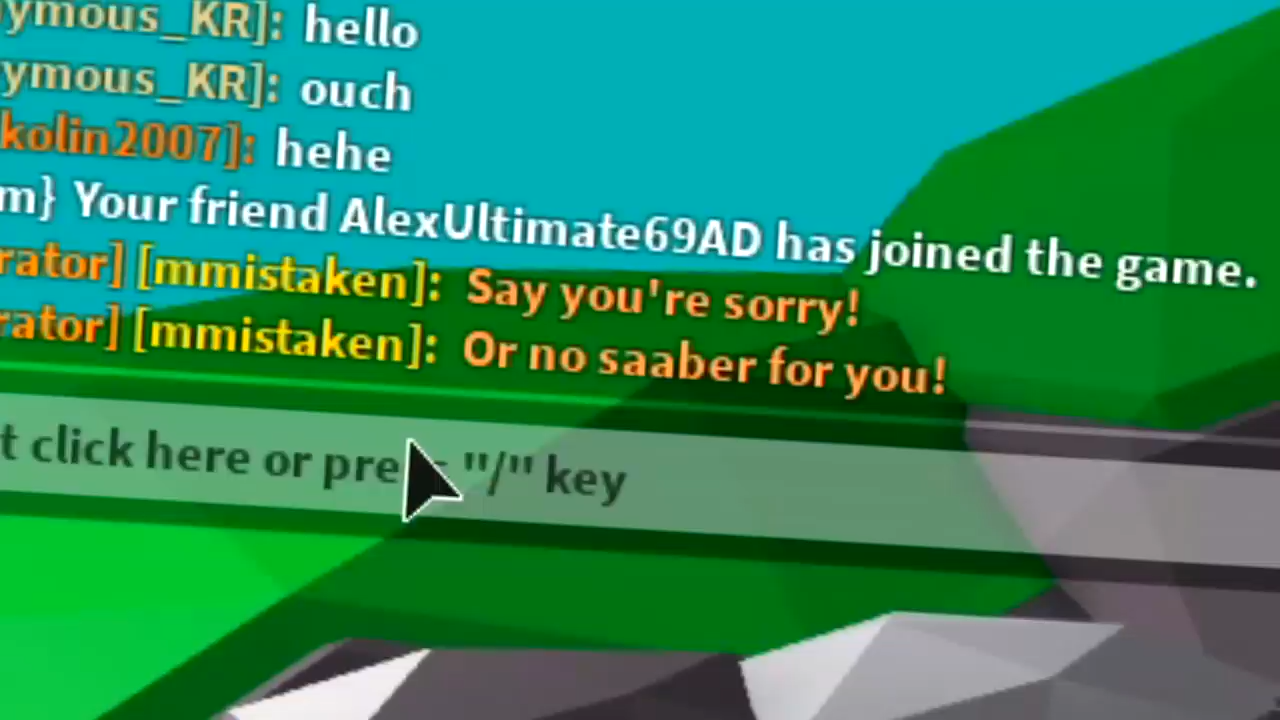 ymous_KR]: hello
ymous_KR]: ouch
kolin2007]: hehe
m} Your friend AlexUltimate69AD has joined the game.
rator] [mmistaken]: Say you're sorry!
rator] [mmistaken]: Or no saaber for you!
t click here or pre "/" key